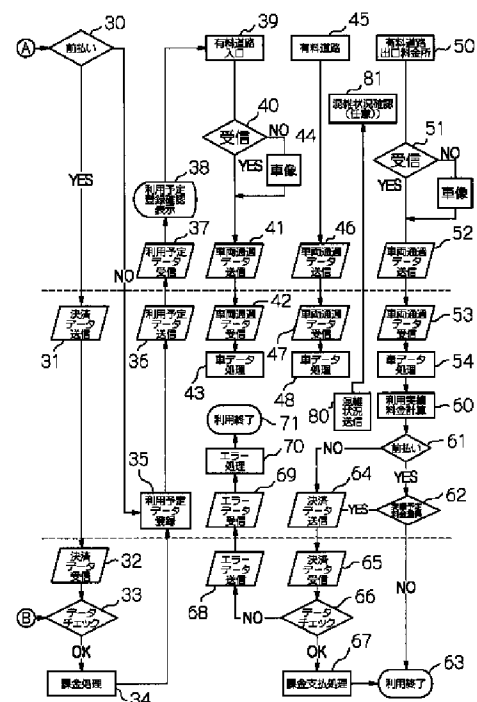 30
39
45
50
A
前払い
有料道路
入口
有料道路
有料道路
出口料金所
81
混雑状況確認
(任意)
40
51
受信
NO
44
YES
車像
受信
NO
YES
車像
38
利用予定
登録確認
表示
YES
37
41
46
52
利用予定
データ
受信
車両通過
データ
送信
車両通過
データ
送信
車両通過
データ
送信
NO
決済
データ
送信
31
利用予定
データ
送信
36
42
車両通過
データ
受信
車両通過
データ
受信
47
車両通過
データ
受信
53
車データ
処理
43
車データ
処理
48
車データ
処理
54
80
混雑
状況
送信
利用実績
料金計算
60
71
利用終了
70
エラー
処理
前払い
61
NO
YES
35
利用予定
データ
登録
69
エラー
データ
受信
64
決済
データ
送信
YES
62
NO
32
決済
データ
受信
エラー
データ
送信
68
決済
データ
受信
65
33
B
データ
チェック
NO
データ
チェック
66
OK
OK
67
63
課金処理
34
課金支払処理
利用終了